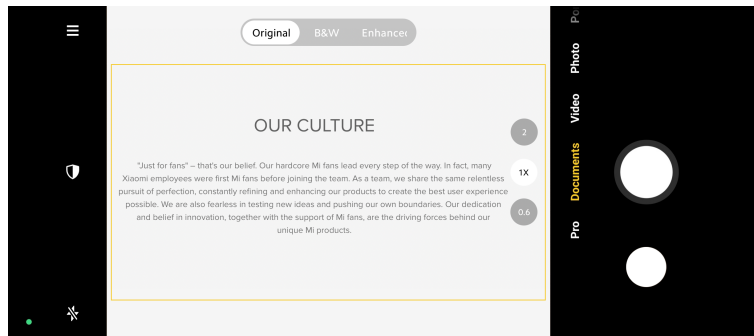 Original B&W Enhance
OUR CULTURE
"Just for fans" – that's our belief. Our hardcore Mi fans lead every step of the way. In fact, many
Xiaomi employees were first Mi fans before joining the team. As a team, we share the same relentless
pursuit of perfection, constantly refining and enhancing our products to create the best user experience
possible. We are also fearless in testing new ideas and pushing our own boundaries. Our dedication
and belief in innovation, together with the support of Mi fans, are the driving forces behind our
unique Mi products.
2
1X
0.6
Po
Photo
Video
Documents
Pro